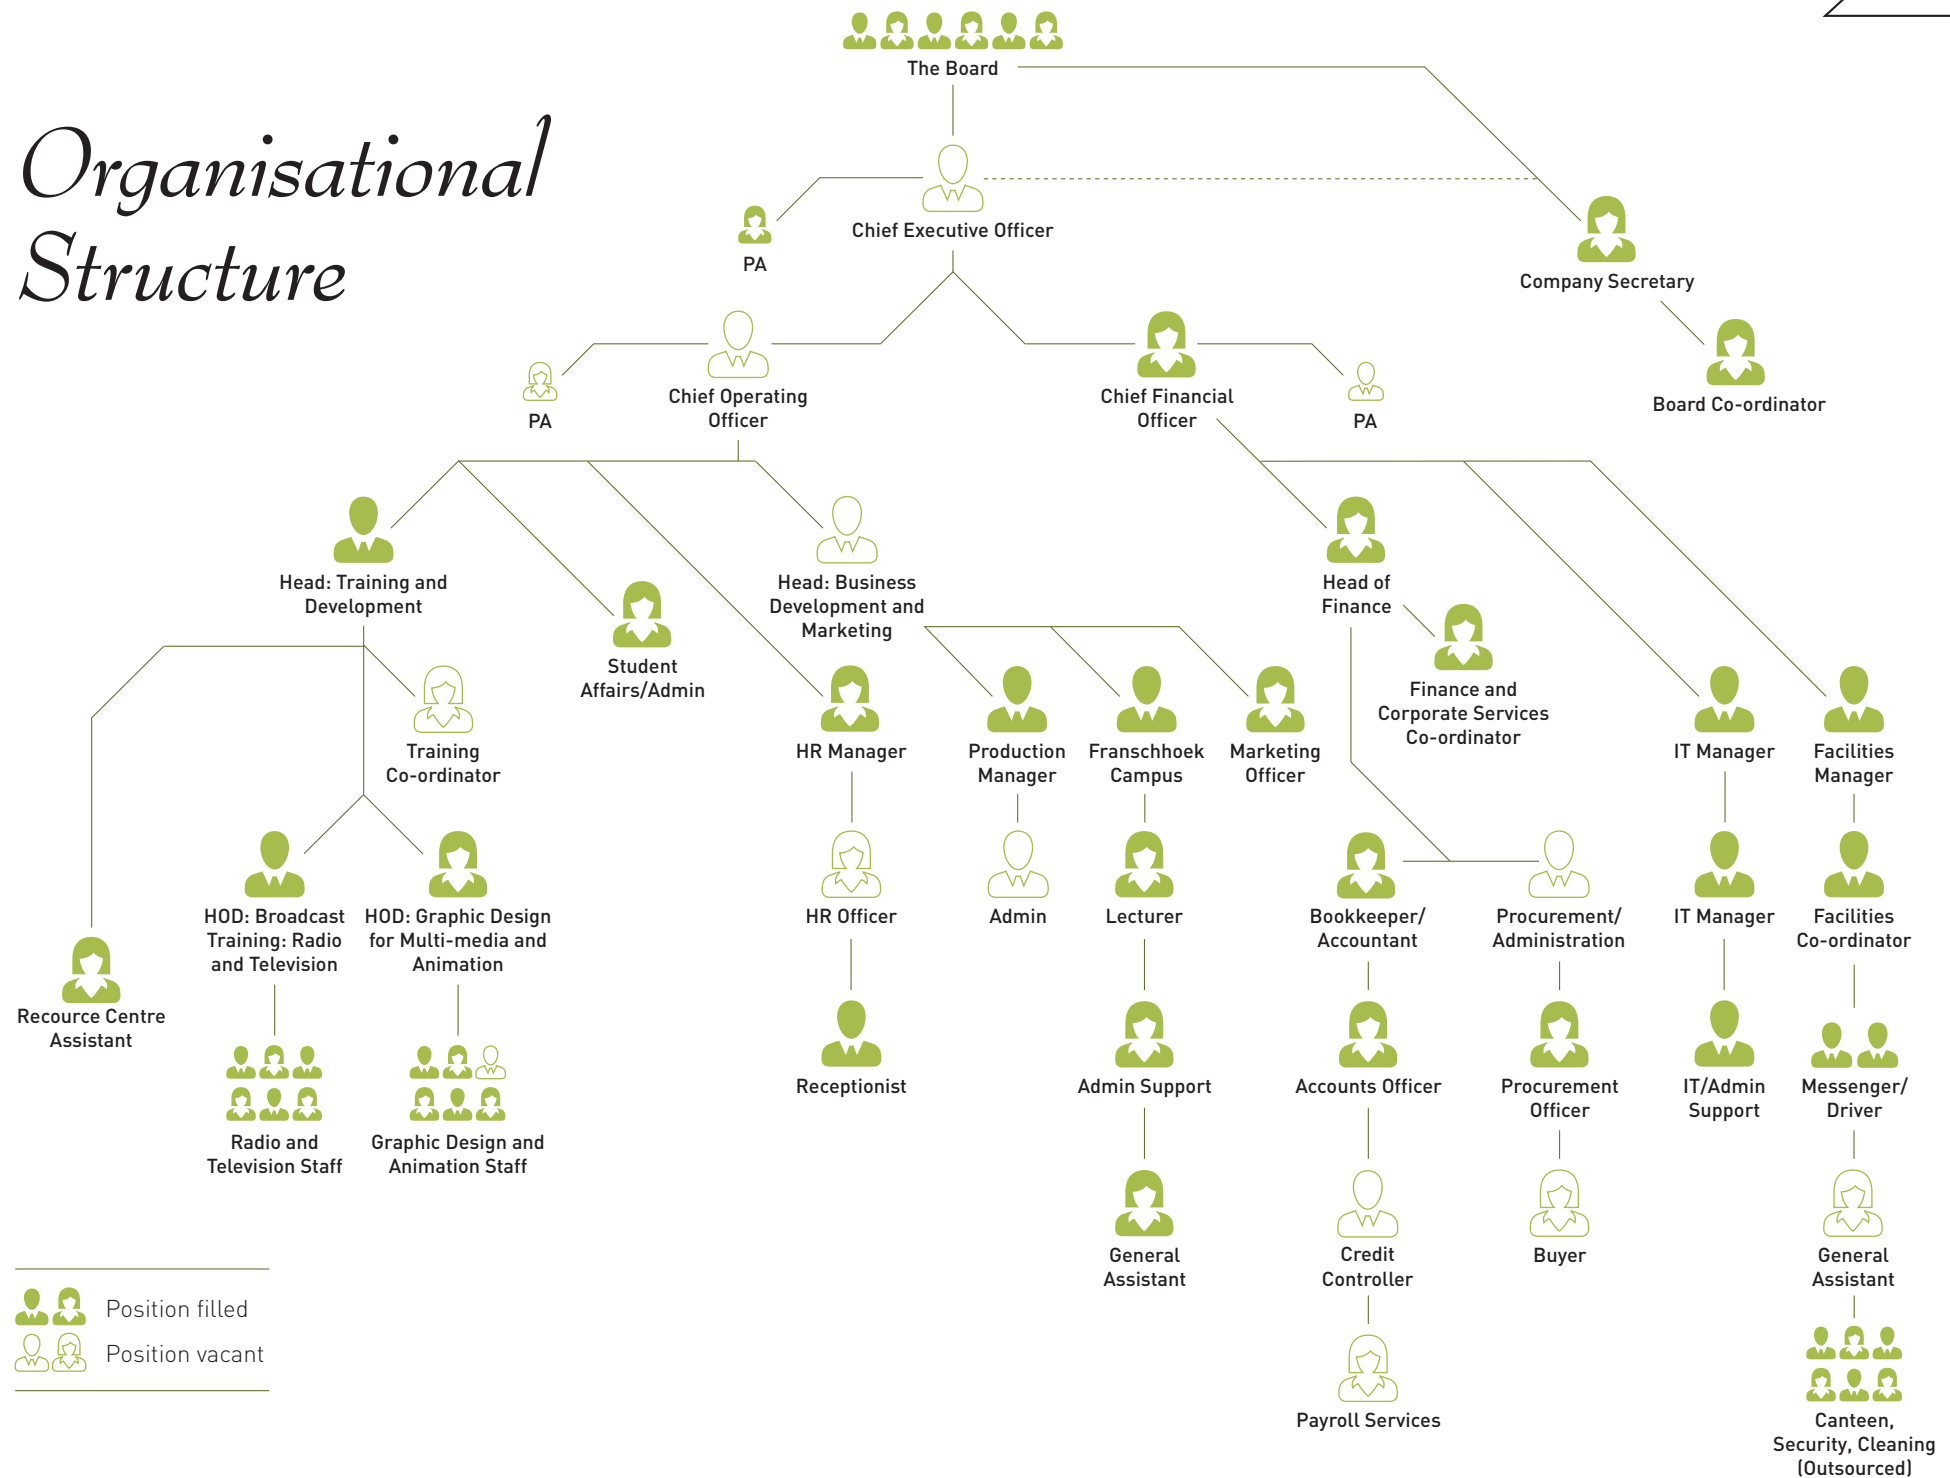 Organisational
Structure
The Board
Chief Executive Officer
PA
Company Secretary
Board Co-ordinator
Chief Operating
Officer
PA
Chief Financial
Officer
PA
Head: Training and
Development
Student
Affairs/Admin
Head: Business
Development and
Marketing
Head of
Finance
Finance and
Corporate Services
Co-ordinator
Training
Co-ordinator
HR Manager
Production
Manager
Franschhoek
Campus
Marketing
Officer
IT Manager
Facilities
Manager
HOD: Broadcast
Training: Radio
and Television
HOD: Graphic Design
for Multi-media and
Animation
HR Officer
Admin
Lecturer
Bookkeeper/
Accountant
Procurement/
Administration
IT Manager
Facilities
Co-ordinator
Recource Centre
Assistant
Receptionist
Admin Support
Accounts Officer
Procurement
Officer
IT/Admin
Support
Messenger/
Driver
Radio and
Television Staff
Graphic Design and
Animation Staff
General
Assistant
Credit
Controller
Buyer
General
Assistant
Payroll Services
Canteen,
Security, Cleaning
(Outsourced)
Position filled
Position vacant